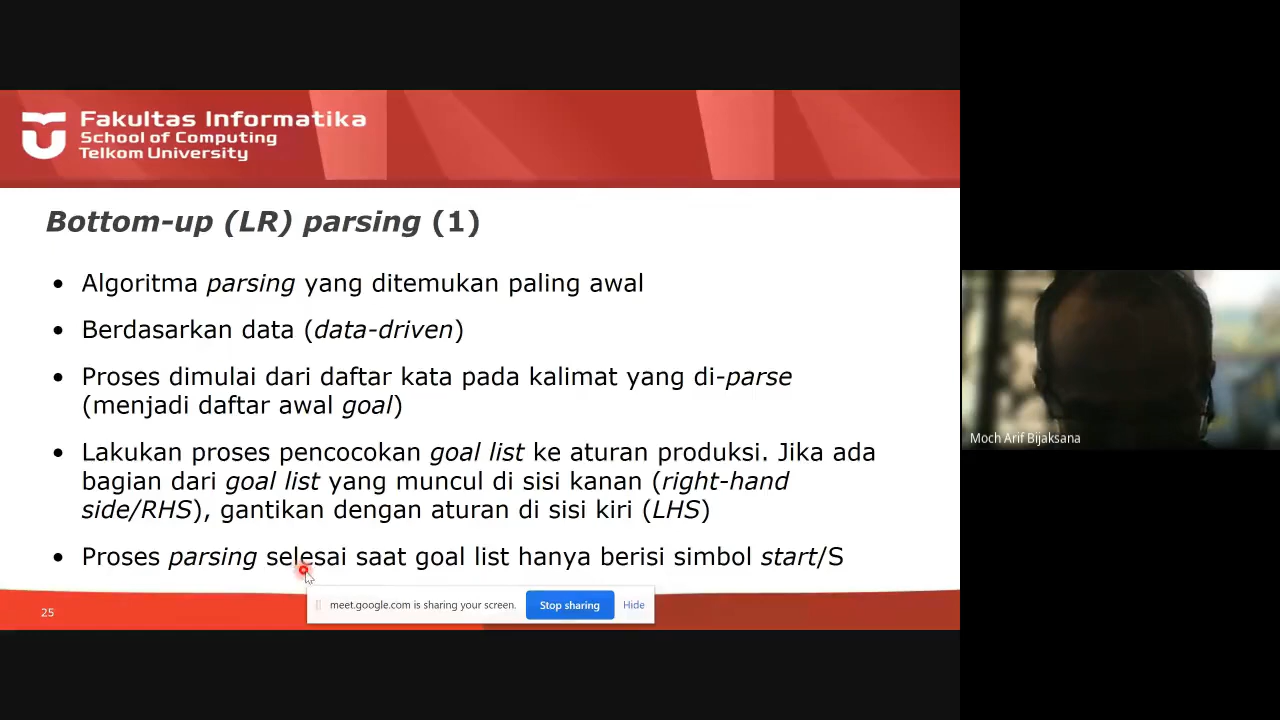 Fakultas Informatika
School of Computing
Telkom University
Bottom-up (LR) parsing (1)
• Algoritma parsing yang ditemukan paling awal
• Berdasarkan data (data-driven)
• Proses dimulai dari daftar kata pada kalimat yang di-parse
(menjadi daftar awal goal)
• Lakukan proses pencocokan goal list ke aturan produksi. Jika ada
bagian dari goal list yang muncul di sisi kanan (right-hand
side/RHS), gantikan dengan aturan di sisi kiri (LHS)
• Proses parsing selesai saat goal list hanya berisi simbol start/S
25
meet.google.com is sharing your screen.
Stop sharing
Hide
Moch Arif Bijaksana